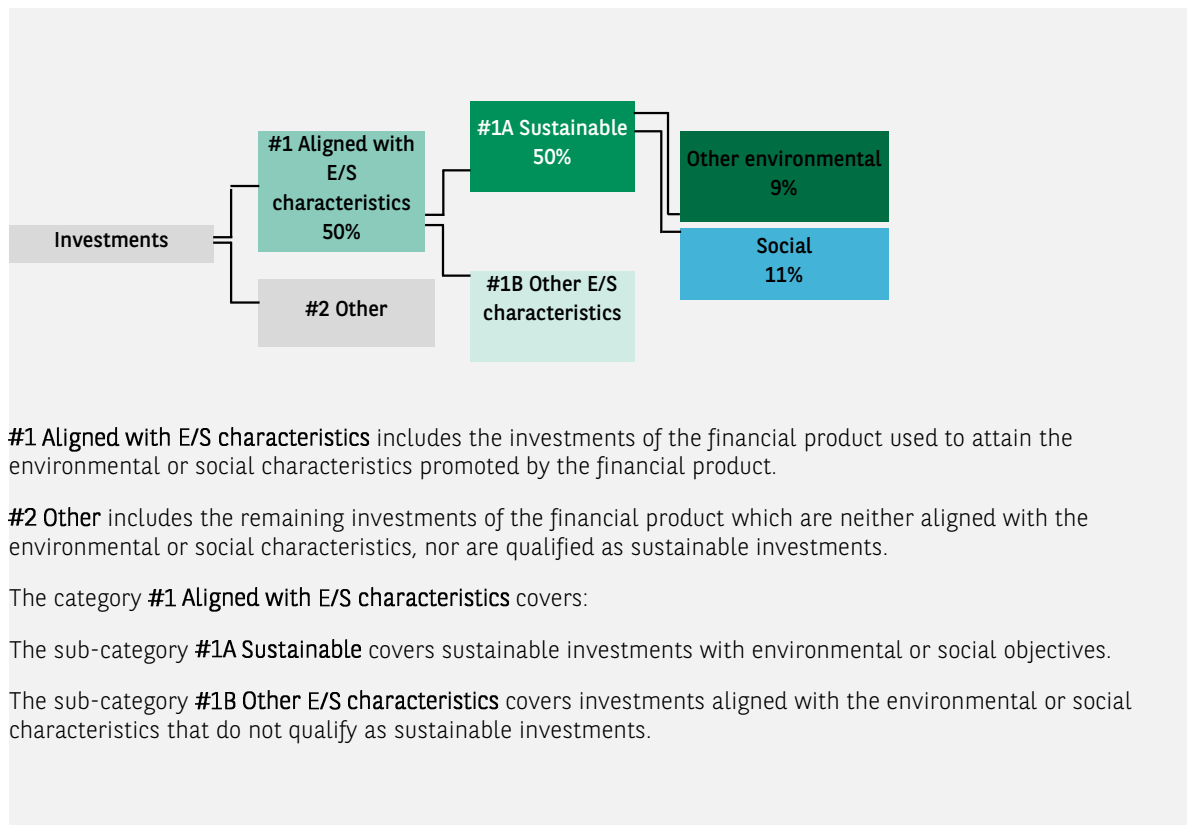 Investments
#1 Aligned with
E/S
characteristics
50%
#2 Other
#1A Sustainable
50%
#1B Other E/S
characteristics
Other environmental
9%
Social
11%
#1 Aligned with E/S characteristics includes the investments of the financial product used to attain the
environmental or social characteristics promoted by the financial product.
#2 Other includes the remaining investments of the financial product which are neither aligned with the
environmental or social characteristics, nor are qualified as sustainable investments.
The category #1 Aligned with E/S characteristics covers:
The sub-category #1A Sustainable covers sustainable investments with environmental or social objectives.
The sub-category #1B Other E/S characteristics covers investments aligned with the environmental or social
characteristics that do not qualify as sustainable investments.